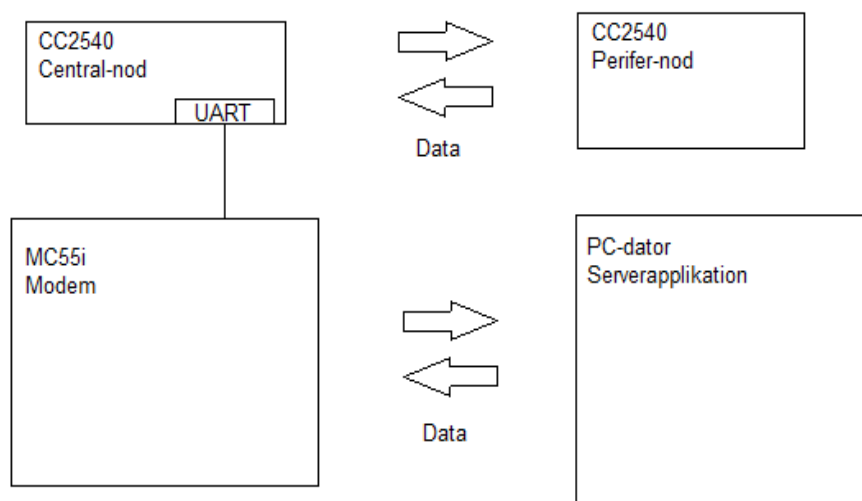 CC2540
Central-nod
UART
CC2540
Perifer-nod
Data
MC55i
Modem
PC-dator
Serverapplikation
Data